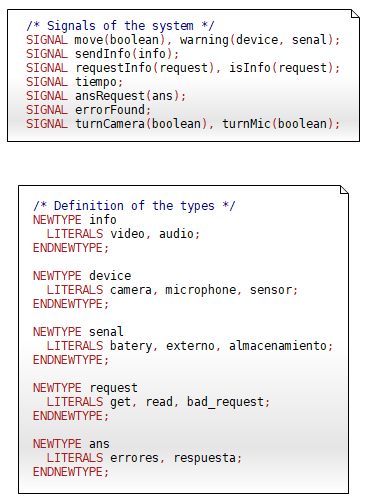 /* Signals of the system */
SIGNAL move(boolean), warning(device, senal);
SIGNAL sendInfo(info);
SIGNAL requestInfo(request), isInfo(request);
SIGNAL tiempo;
SIGNAL ansRequest(ans);
SIGNAL errorFound;
SIGNAL turnCamera(boolean), turnMic(boolean);
/* Definition of the types */
NEWTYPE info
LITERALS video, audio;
ENDNEWTYPE;
NEWTYPE device
LITERALS camera, microphone, sensor;
ENDNEWTYPE;
NEWTYPE senal
LITERALS batery, externo, almacenamiento;
ENDNEWTYPE;
NEWTYPE request
LITERALS get, read, bad_request;
ENDNEWTYPE;
NEWTYPE ans
LITERALS errores, respuesta;
ENDNEWTYPE;